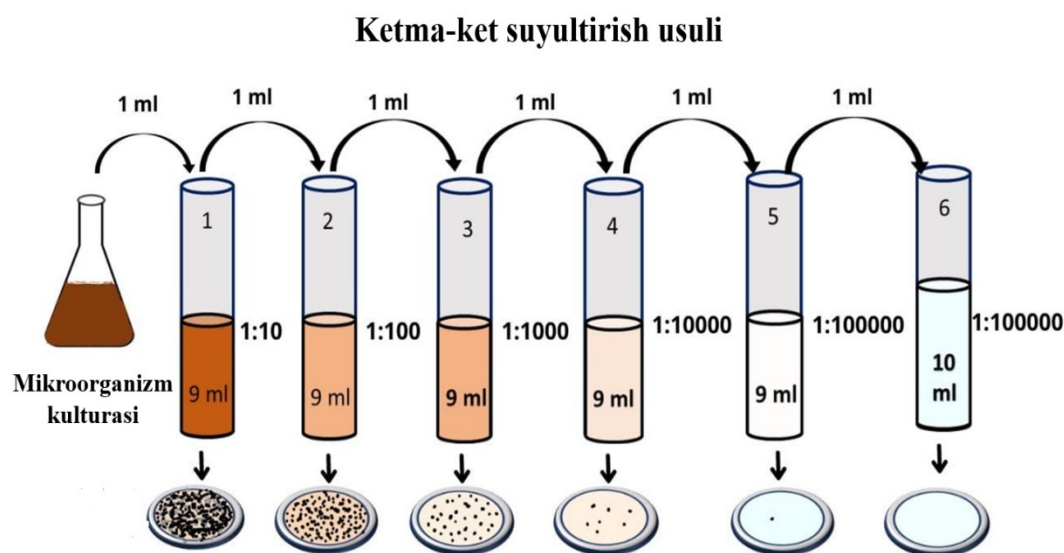 Ketma-ket suyultirish usuli
1 ml
1 ml
1 ml
1 ml
1 ml
1 ml
1
2
3
4
5
6
1:10
1:100
1:1000
1:10000
1:100000
1:100000
Mikroorganizm
kulturasi
9 ml
9 ml
9 ml
9 ml
9 ml
10
ml